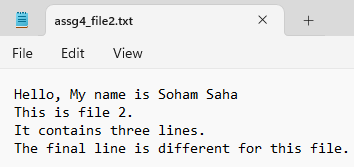 assg4_file2.txt
File Edit View
Hello, My name is Soham Saha
This is file 2.
It contains three lines.
The final line is different for this file.